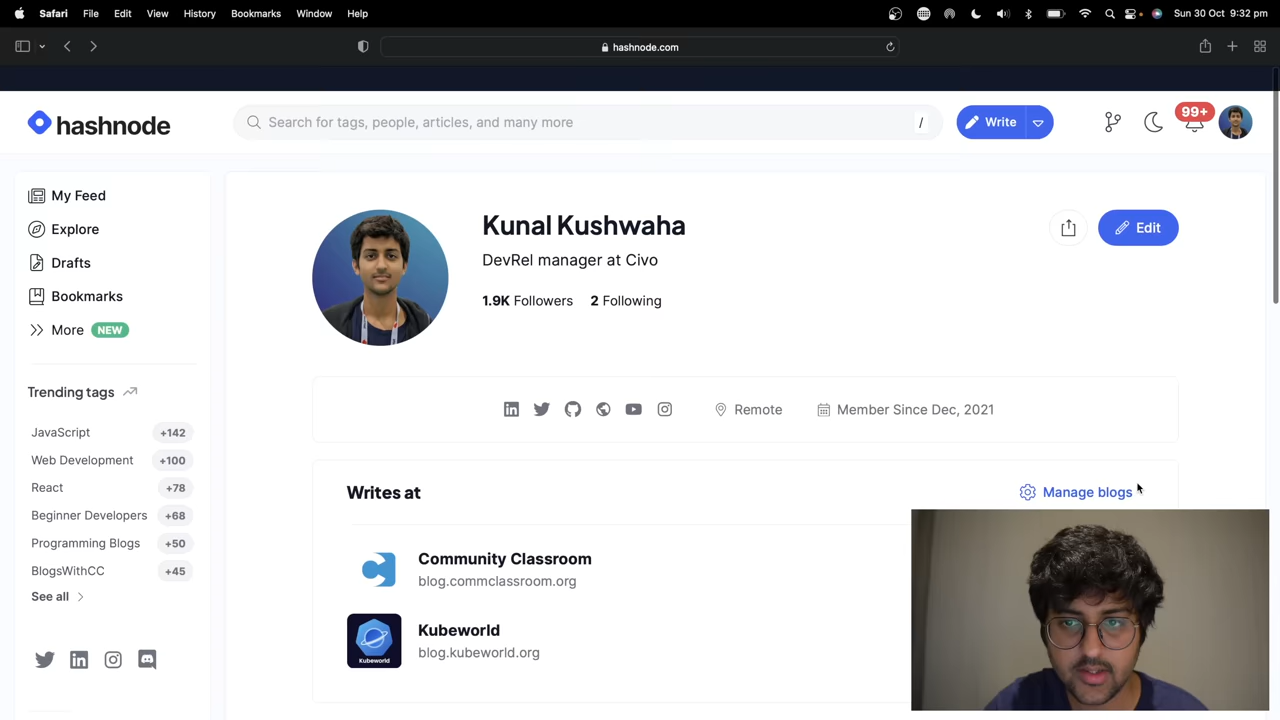 Safari File Edit View History Bookmarks Window Help Sun 30 Oct 9:32 pm
hashnode.com
hashnode
Search for tags, people, articles, and many more /
Write
99+
My Feed
Explore
Drafts
Bookmarks
More NEW
Trending tags
JavaScript +142
Web Development +100
React +78
Beginner Developers +68
Programming Blogs +50
BlogsWithCC +45
See all
Kunal Kushwaha
DevRel manager at Civo
1.9K Followers 2 Following
Edit
Remote
Member Since Dec, 2021
Writes at
Manage blogs
Community Classroom
blog.commclassroom.org
Kubeworld
Kubeworld
blog.kubeworld.org